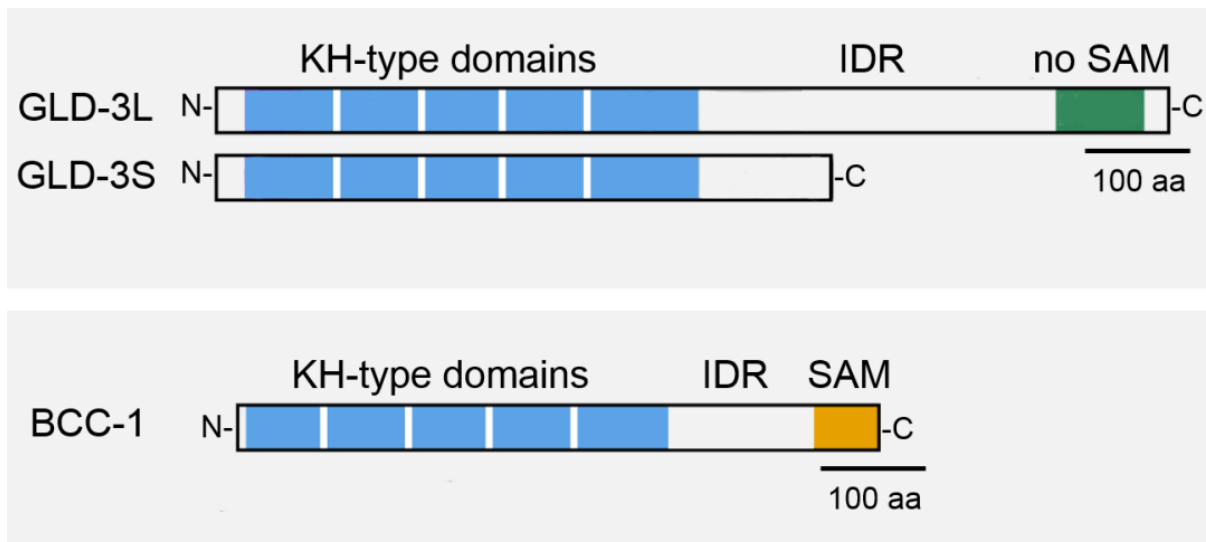 KH-type domains IDR no SAM
GLD-3L N- -C
GLD-3S N- -C
100 aa
KH-type domains IDR SAM
BCC-1 N- -C
100 aa